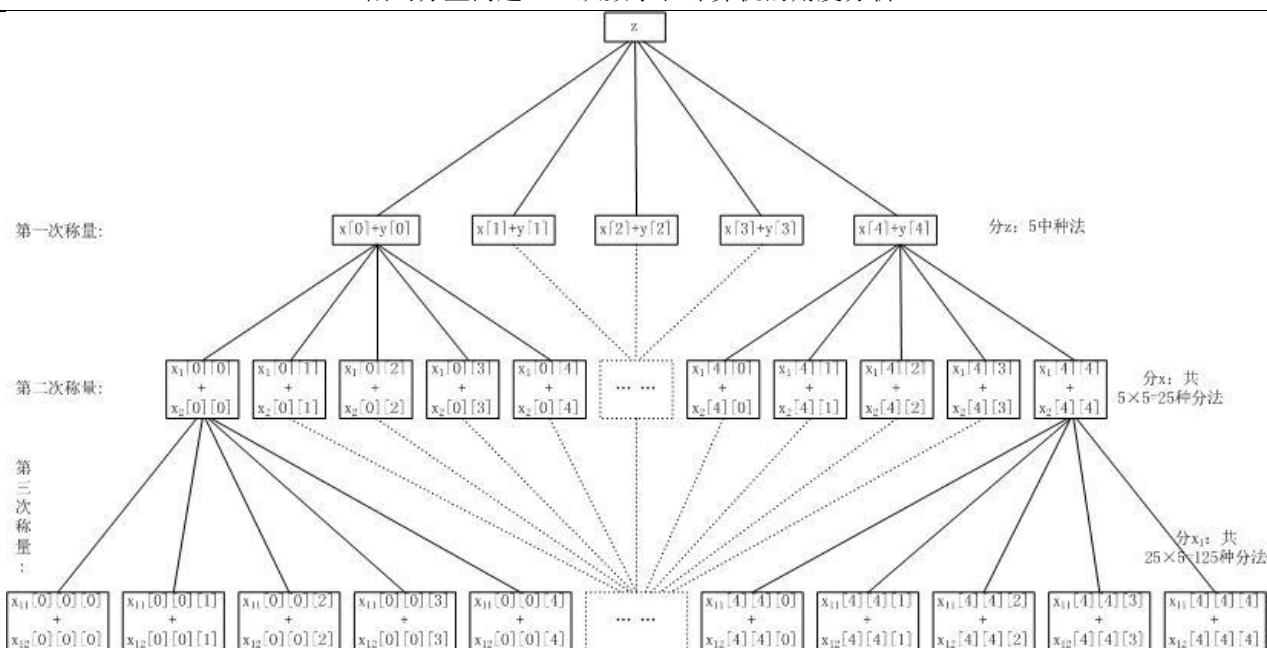 z
第一次称量:
x[0]+y[0]
x[1]+y[1]
x[2]+y[2]
x[3]+y[3]
x[4]+y[4]
分z: 5中种法
第二次称量:
x₁[0][0]
+
x₂[0][0]
x₁[0][1]
+
x₂[0][1]
x₁[0][2]
+
x₂[0][2]
x₁[0][3]
+
x₂[0][3]
x₁[0][4]
+
x₂[0][4]
... ...
x₁[4][0]
+
x₂[4][0]
x₁[4][1]
+
x₂[4][1]
x₁[4][2]
+
x₂[4][2]
x₁[4][3]
+
x₂[4][3]
x₁[4][4]
+
x₂[4][4]
分x: 共
5×5=25种分法
第三次称量:
x₁₁[0][0][0]
+
x₁₂[0][0][0]
x₁₁[0][0][1]
+
x₁₂[0][0][1]
x₁₁[0][0][2]
+
x₁₂[0][0][2]
x₁₁[0][0][3]
+
x₁₂[0][0][3]
x₁₁[0][0][4]
+
x₁₂[0][0][4]
... ...
x₁₁[4][4][0]
+
x₁₂[4][4][0]
x₁₁[4][4][1]
+
x₁₂[4][4][1]
x₁₁[4][4][2]
+
x₁₂[4][4][2]
x₁₁[4][4][3]
+
x₁₂[4][4][3]
x₁₁[4][4][4]
+
x₁₂[4][4][4]
分x₁: 共
25×5=125种分法